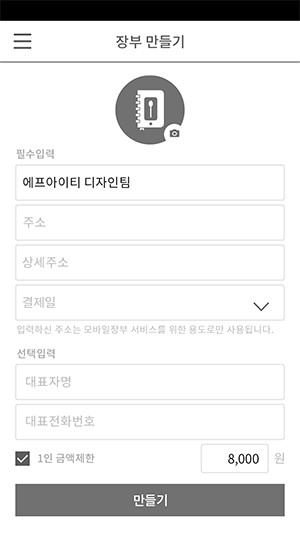 장부 만들기
필수입력
에프아이티 디자인팀
주소
상세주소
결제일
입력하신 주소는 모바일장부 서비스를 위한 용도로만 사용됩니다.
선택입력
대표자명
대표전화번호
1인 금액제한 8,000 원
만들기